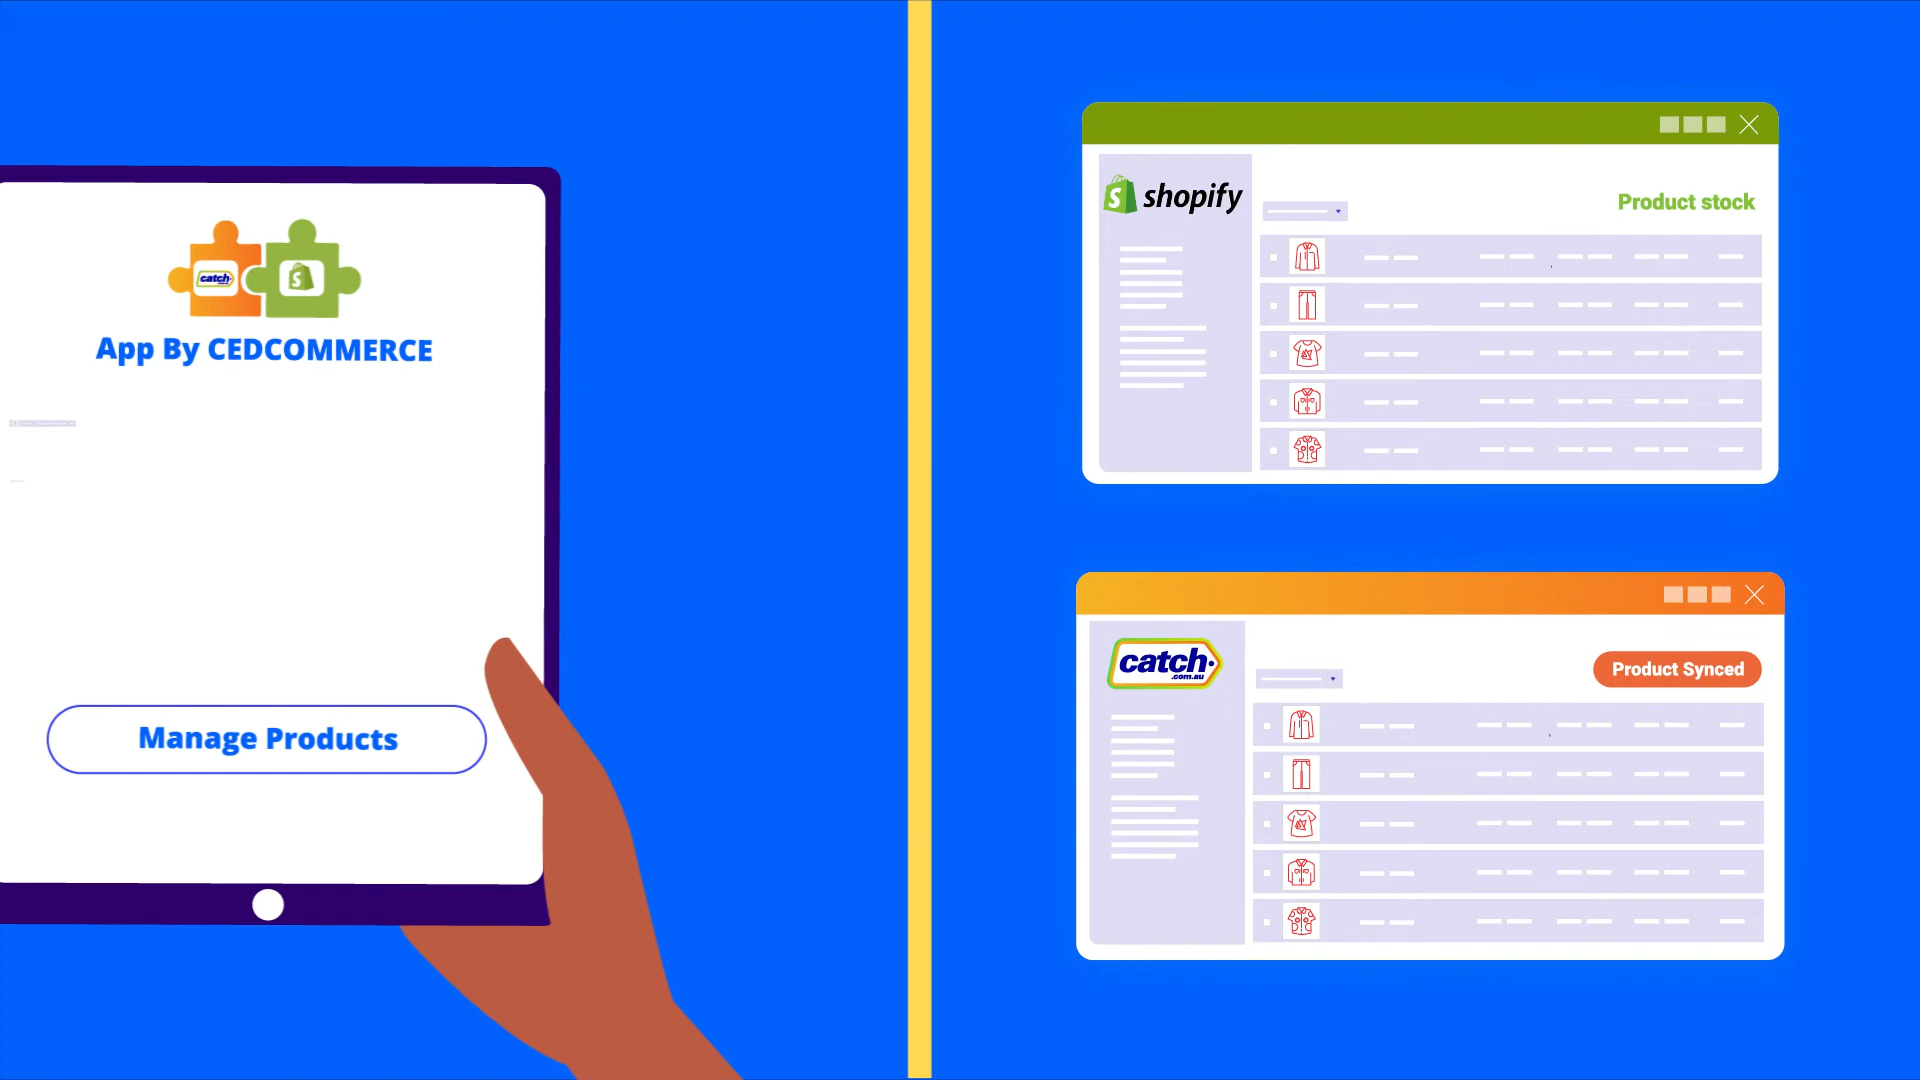 catch
App By CEDCOMMERCE
Manage Products
shopify
Product stock
catch
.com.au
Product Synced